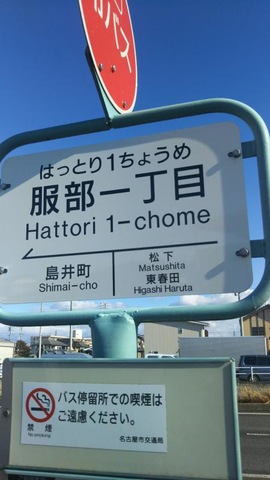 バス
はっとり1ちょうめ
服部一丁目
Hattori 1-chome
島井町
Shimai-cho
松下
Matsushita
東春田
Higashi Haruta
禁煙
No smoking
バス停留所での喫煙は
ご遠慮ください。
名古屋市交通局